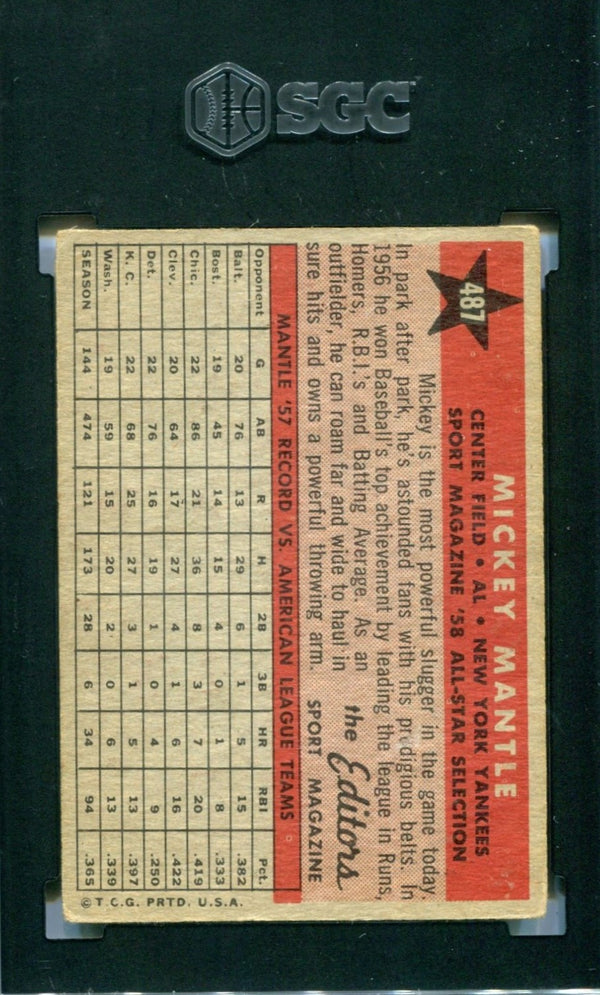 SGC
487
MICKEY MANTLE
CENTER FIELD • AL • NEW YORK YANKEES
SPORT MAGAZINE '58 ALL-STAR SELECTION
Mickey is the most powerful slugger in the game today.
In park after park, he's astounded fans with his prodigious belts. In
1956 he won Baseball's top achievement by leading the league in Runs,
Homers, R.B.I.'s and Batting Average. As an
outfielder, he can roam far and wide to haul in
sure hits and owns a powerful throwing arm.
the Editors
SPORT MAGAZINE
MANTLE '57 RECORD VS. AMERICAN LEAGUE TEAMS
Opponent G AB R H 2B 3B HR RBI Pct.
Balt. 20 76 13 29 6 1 5 15 .382
Bost. 19 45 14 15 4 0 1 8 .333
Chic. 22 86 21 36 8 3 7 20 .419
Clev. 20 64 17 27 4 1 6 16 .422
Det. 22 76 16 19 1 0 4 9 .250
K. C. 22 68 25 27 3 1 5 13 .397
Wash. 19 59 15 20 2 0 6 13 .339
SEASON 144 474 121 173 28 6 34 94 .365
© T.C.G. PRTD. U.S.A.